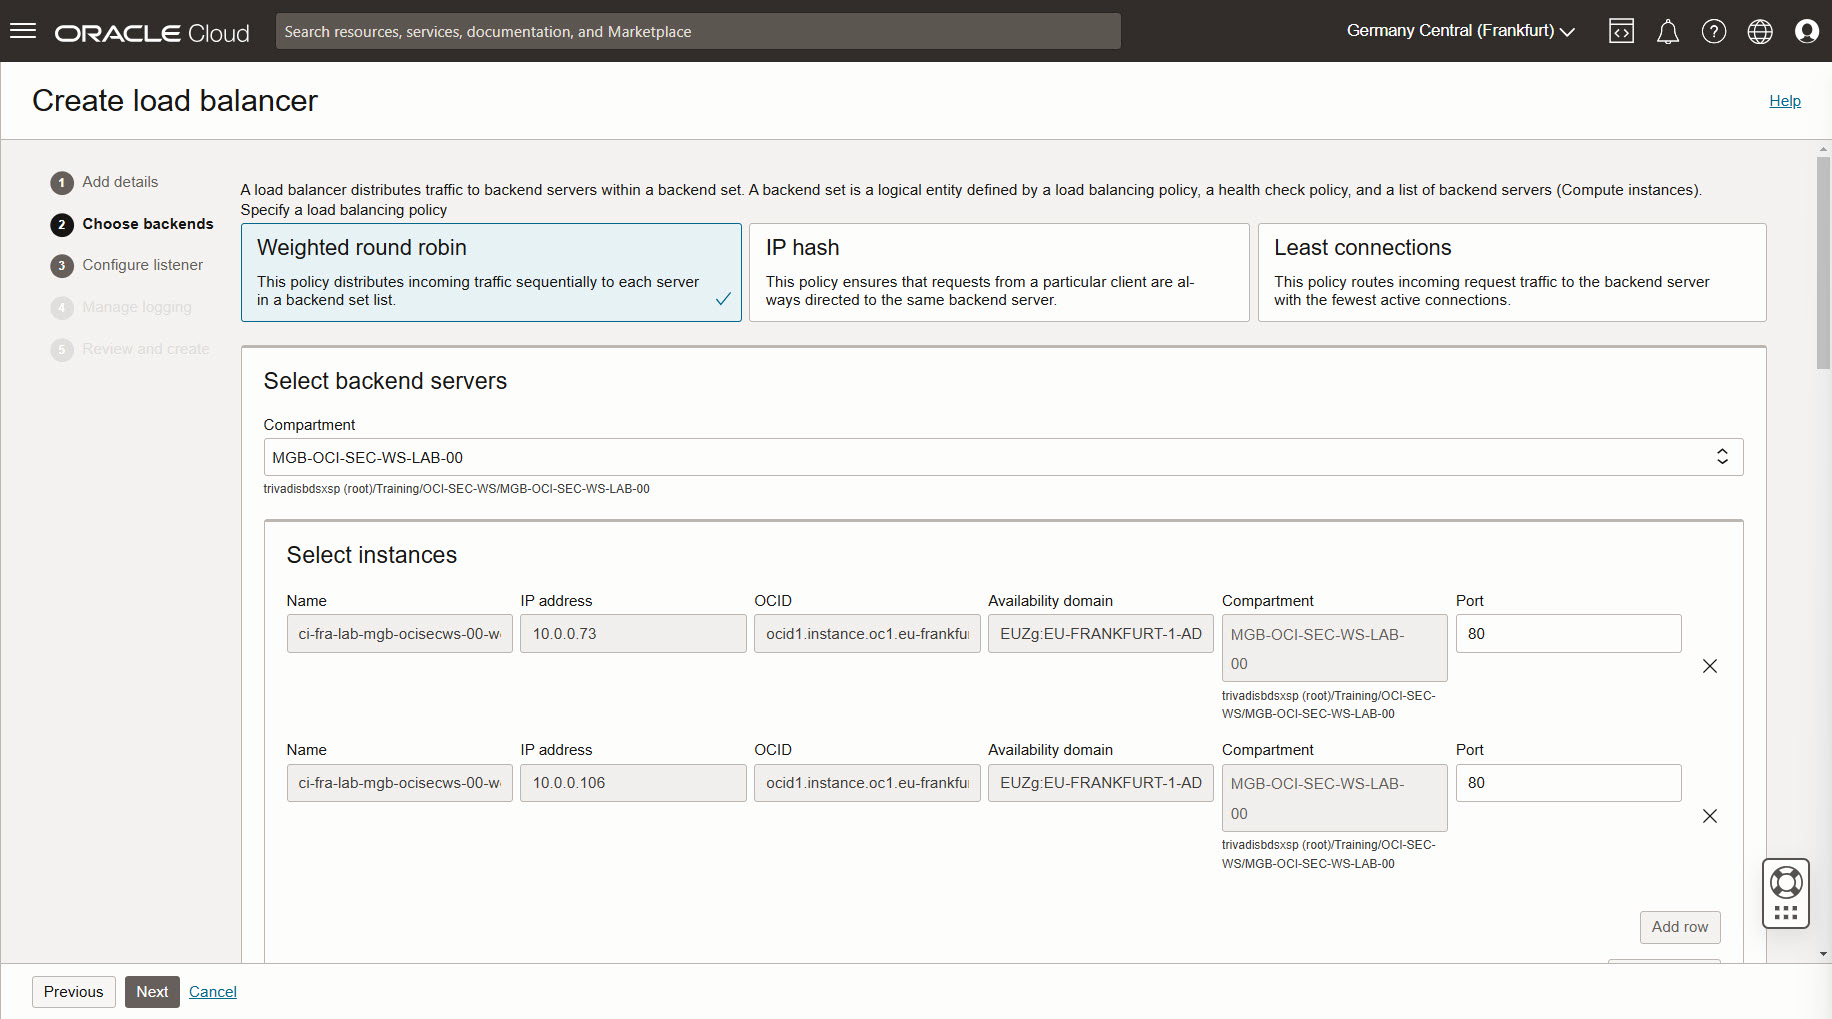 ORACLE Cloud
Search resources, services, documentation, and Marketplace
Germany Central (Frankfurt)
Create load balancer
Help
1 Add details
2 Choose backends
3 Configure listener
4 Manage logging
5 Review and create
A load balancer distributes traffic to backend servers within a backend set. A backend set is a logical entity defined by a load balancing policy, a health check policy, and a list of backend servers (Compute instances).
Specify a load balancing policy
Weighted round robin
This policy distributes incoming traffic sequentially to each server
in a backend set list.
IP hash
This policy ensures that requests from a particular client are al-
ways directed to the same backend server.
Least connections
This policy routes incoming request traffic to the backend server
with the fewest active connections.
Select backend servers
Compartment
MGB-OCI-SEC-WS-LAB-00
trivadisbdsxsp (root)/Training/OCI-SEC-WS/MGB-OCI-SEC-WS-LAB-00
Select instances
Name IP address OCID Availability domain Compartment Port
ci-fra-lab-mgb-ocisecws-00-w 10.0.0.73 ocid1.instance.oc1.eu-frankfu EUZg:EU-FRANKFURT-1-AD MGB-OCI-SEC-WS-LAB- 80
00
trivadisbdsxsp (root)/Training/OCI-SEC-
WS/MGB-OCI-SEC-WS-LAB-00
Name IP address OCID Availability domain Compartment Port
ci-fra-lab-mgb-ocisecws-00-w 10.0.0.106 ocid1.instance.oc1.eu-frankfu EUZg:EU-FRANKFURT-1-AD MGB-OCI-SEC-WS-LAB- 80
00
trivadisbdsxsp (root)/Training/OCI-SEC-
WS/MGB-OCI-SEC-WS-LAB-00
Add row
Previous Next Cancel